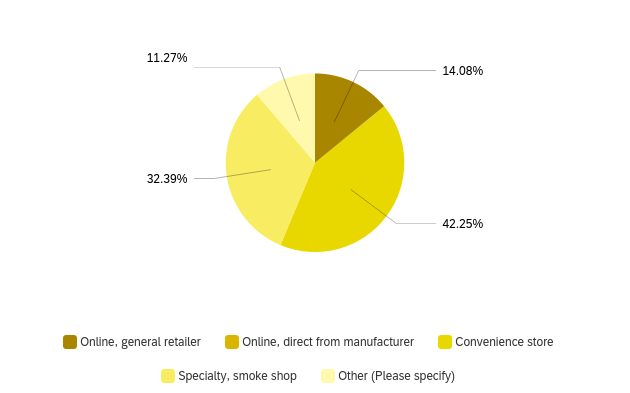 11.27%
14.08%
32.39%
42.25%
Online, general retailer
Online, direct from manufacturer
Convenience store
Specialty, smoke shop
Other (Please specify)